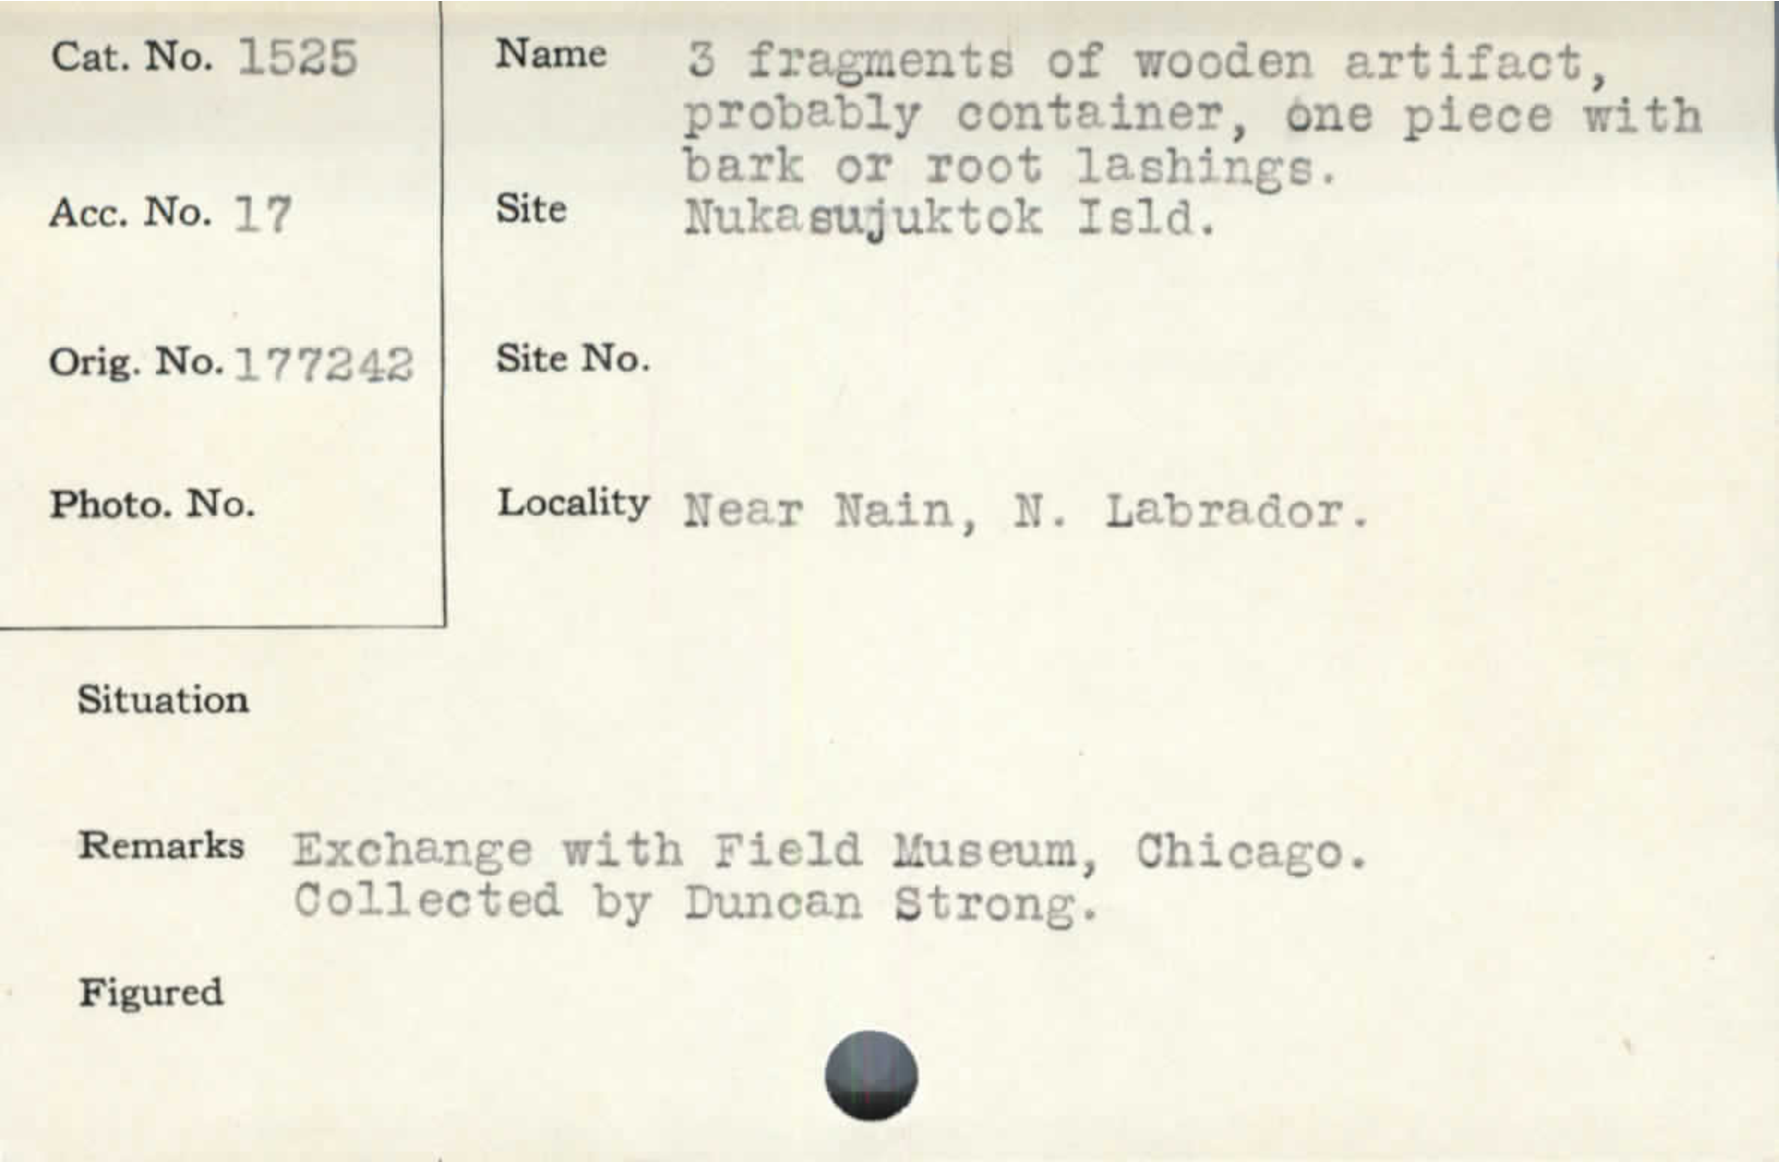 Cat. No. 1525
Name 3 fragments of wooden artifact,
probably container, one piece with
bark or root lashings.
Acc. No. 17
Site Nukasujuktok Isld.
Orig. No. 177242
Site No.
Photo. No.
Locality Near Nain, N. Labrador.
Situation
Remarks Exchange with Field Museum, Chicago.
Collected by Duncan Strong.
Figured